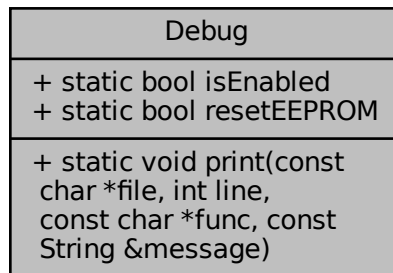 Debug
+ static bool isEnabled
+ static bool resetEEPROM
+ static void print(const
char *file, int line,
const char *func, const
String &message)